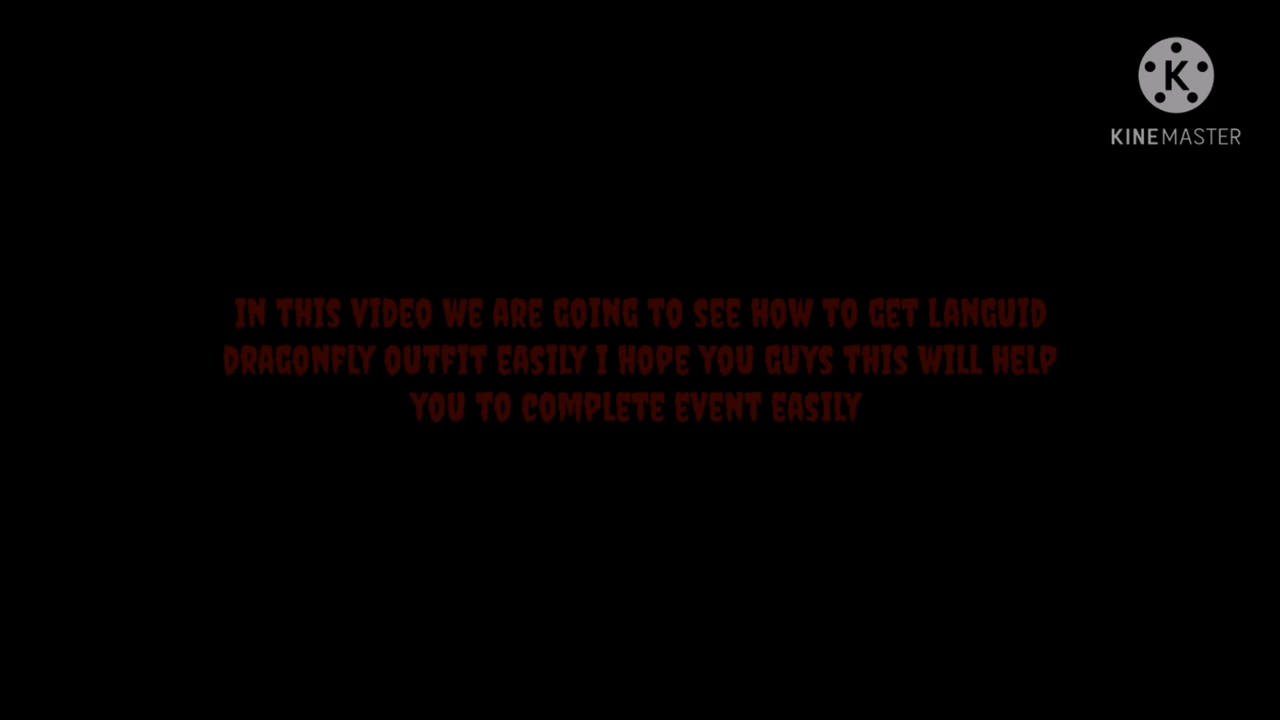 K
KINEMASTER
IN THIS VIDEO WE ARE GOING TO SEE HOW TO GET LANGUID
DRAGONFLY OUTFIT EASILY I HOPE YOU GUYS THIS WILL HELP
YOU TO COMPLETE EVENT EASILY